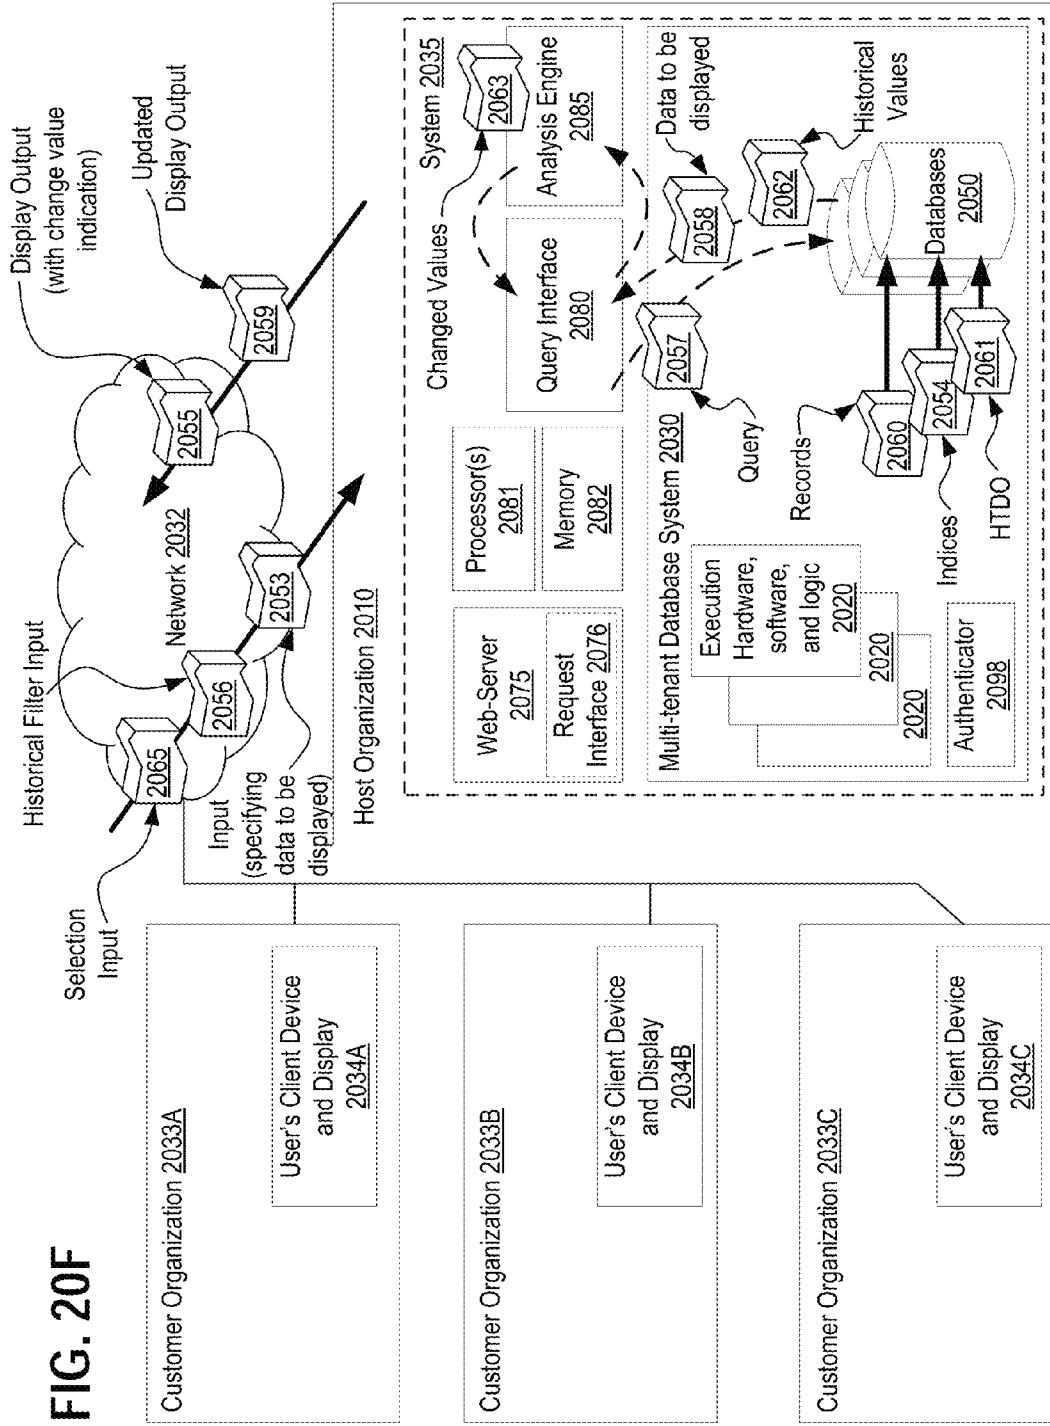 FIG. 20F
Customer Organization 2033A
User's Client Device
and Display
2034A
Customer Organization 2033B
User's Client Device
and Display
2034B
Customer Organization 2033C
User's Client Device
and Display
2034C
Selection
Input
2065
Historical Filter Input
2056
Network 2032
2053
Input
(specifying
data to be
displayed)
Display Output
(with change value
indication)
2055
Updated
Display Output
2059
Host Organization 2010
System 2035
Web-Server
2075
Request
Interface 2076
Processor(s)
2081
Memory
2082
Changed Values
2063
Query Interface
2080
Analysis Engine
2085
Multi-tenant Database System 2030
Execution
Hardware,
software,
and logic
2020
2020
2020
Authenticator
2098
Query
2057
Data to be
displayed
2058
2062
Historical
Values
Records
2060
Indices
2054
HTDO
2061
Databases
2050